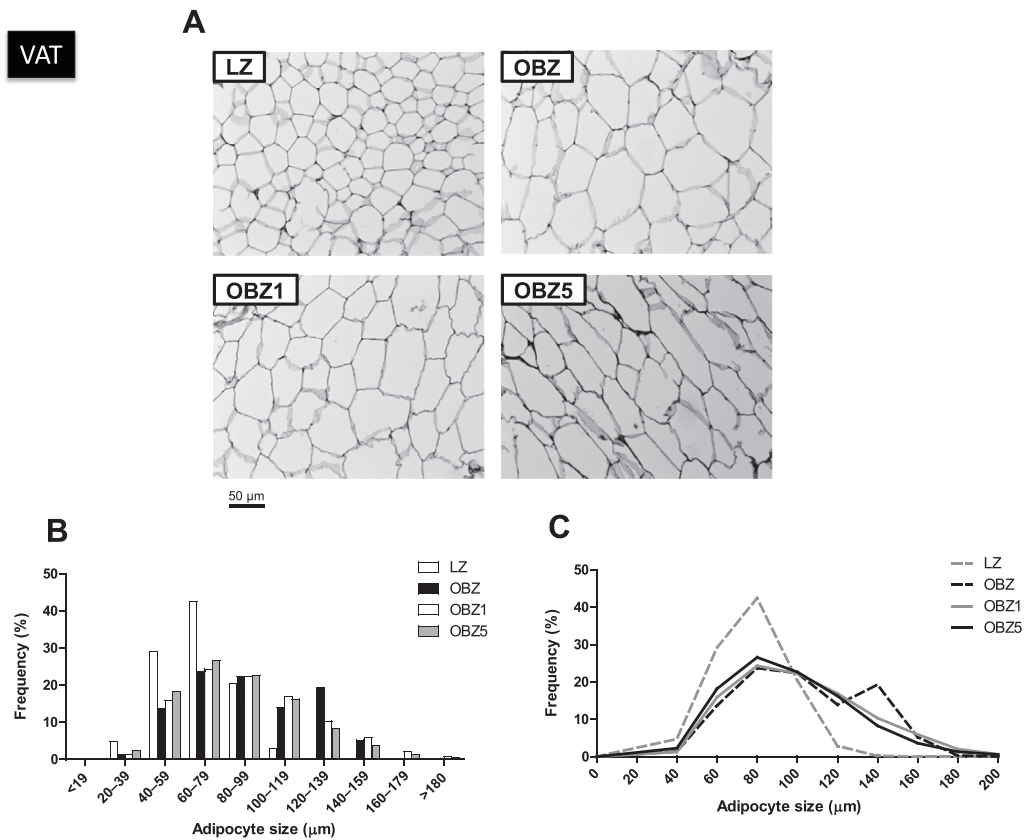 VAT
A
LZ
OBZ
OBZ1
OBZ5
50 µm
B
50
40
30
20
10
0
Frequency (%)
LZ
OBZ
OBZ1
OBZ5
<19
20–39
40–59
60–79
80–99
100–119
120–139
140–159
160–179
>180
Adipocyte size (µm)
C
50
40
30
20
10
0
Frequency (%)
LZ
OBZ
OBZ1
OBZ5
0
20
40
60
80
100
120
140
160
180
200
Adipocyte size (µm)